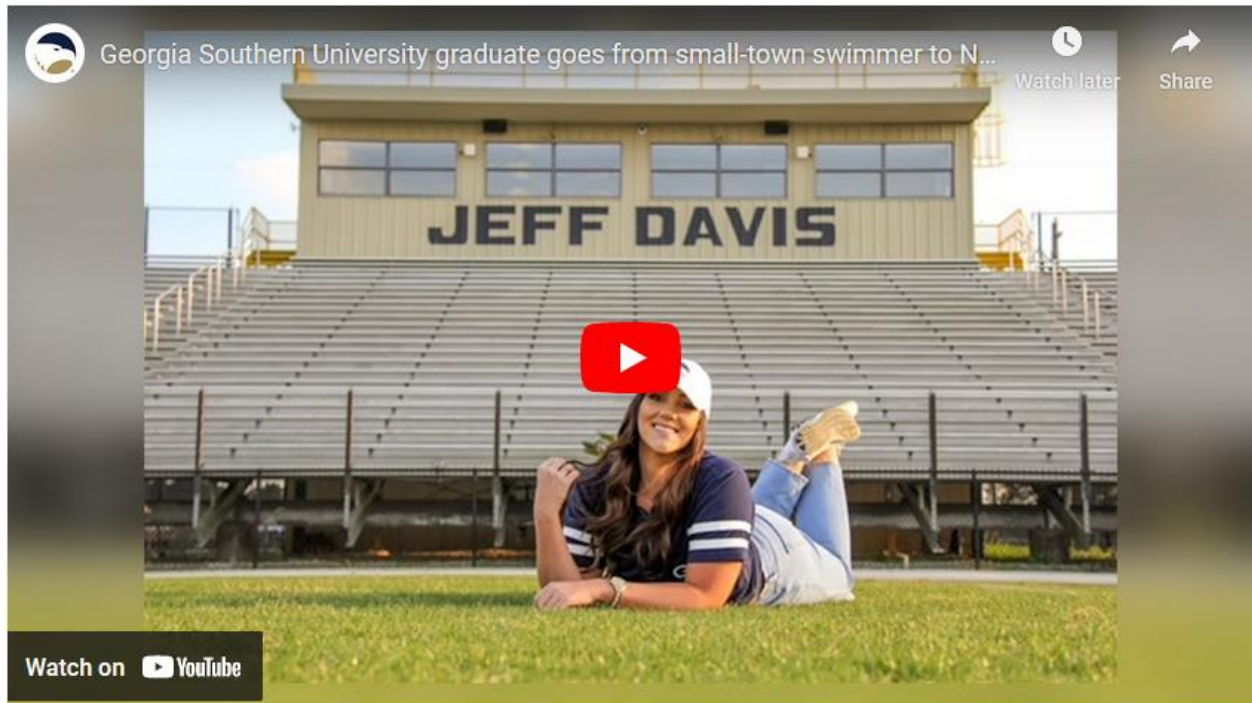 Georgia Southern University graduate goes from small-town swimmer to N...
Watch later
Share
JEFF DAVIS
Watch on YouTube